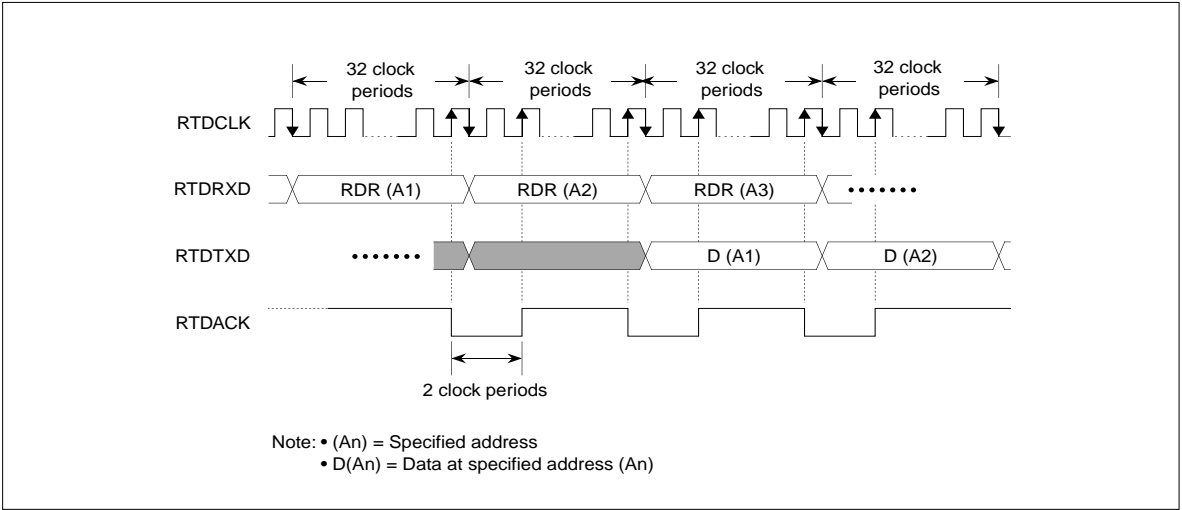 32 clock periods
32 clock periods
32 clock periods
32 clock periods
RTDCLK
RTDRXD
RDR (A1)
RDR (A2)
RDR (A3)
RTDTXD
D (A1)
D (A2)
RTDACK
2 clock periods
Note: • (An) = Specified address
• D(An) = Data at specified address (An)